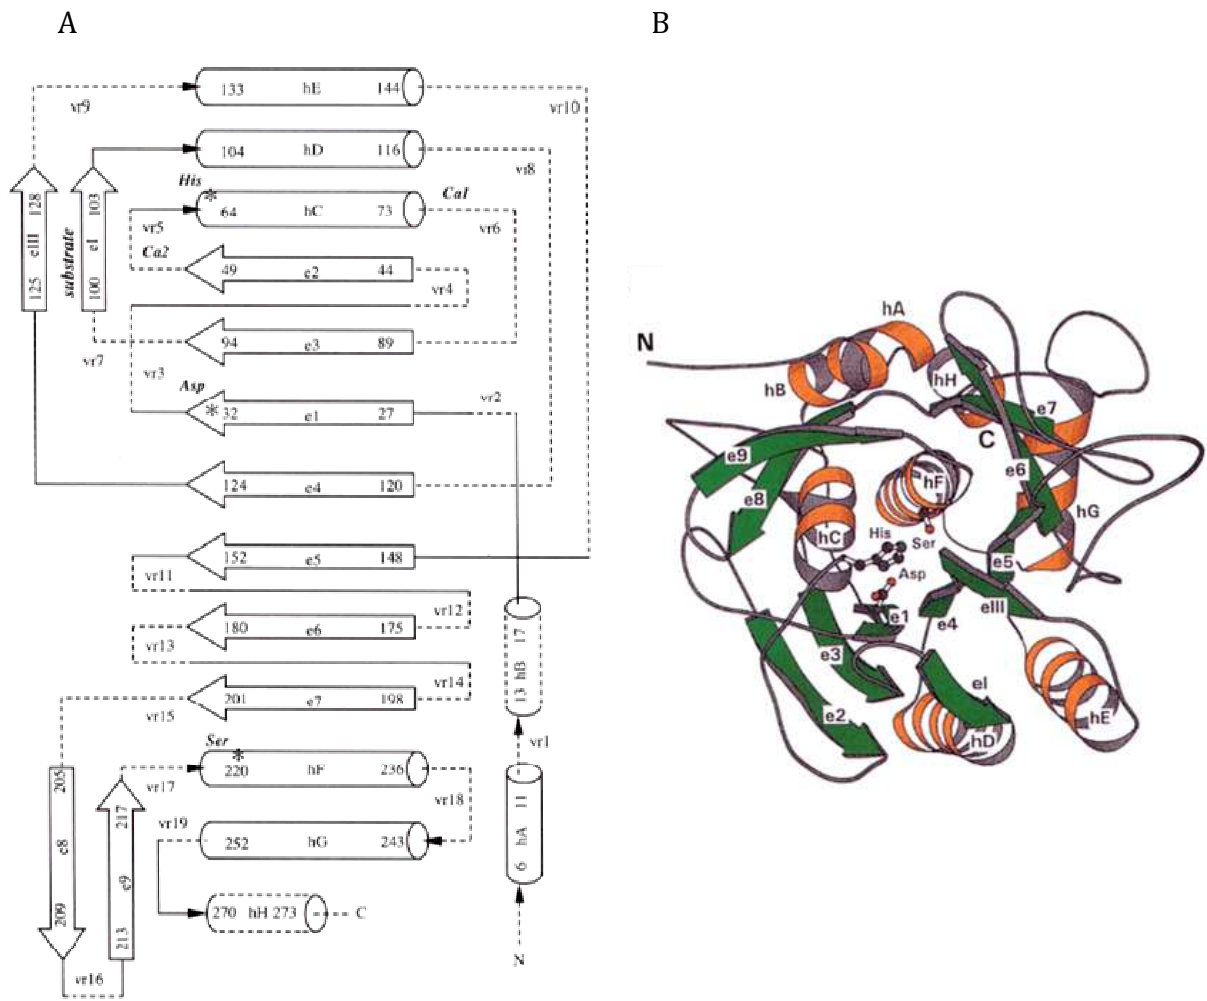 A
B
133 hE 144
vr9
vr10
104 hD 116
vr8
His
*
64 hC 73
Ca1
vr5
vr6
125 eIII 128
substrate
100 eI 103
Ca2
49 e2 44
vr4
94 e3 89
vr7
vr3
Asp
* 32 e1 27
vr2
124 e4 120
152 e5 148
vr11
vr12
180 e6 175
vr13
vr14
201 e7 198
vr15
13 hB 17
vr1
Ser
*
220 hF 236
vr17
vr18
205 e8 209
213 e9 217
vr19
252 hG 243
6 hA 11
270 hH 273 C
N
vr16
N
hA
hB
hH
e7
C
e9
e6
e8
hF
hG
hC
His
Ser
Asp
e5
e1
e4
eIII
e3
eI
e2
hD
hE